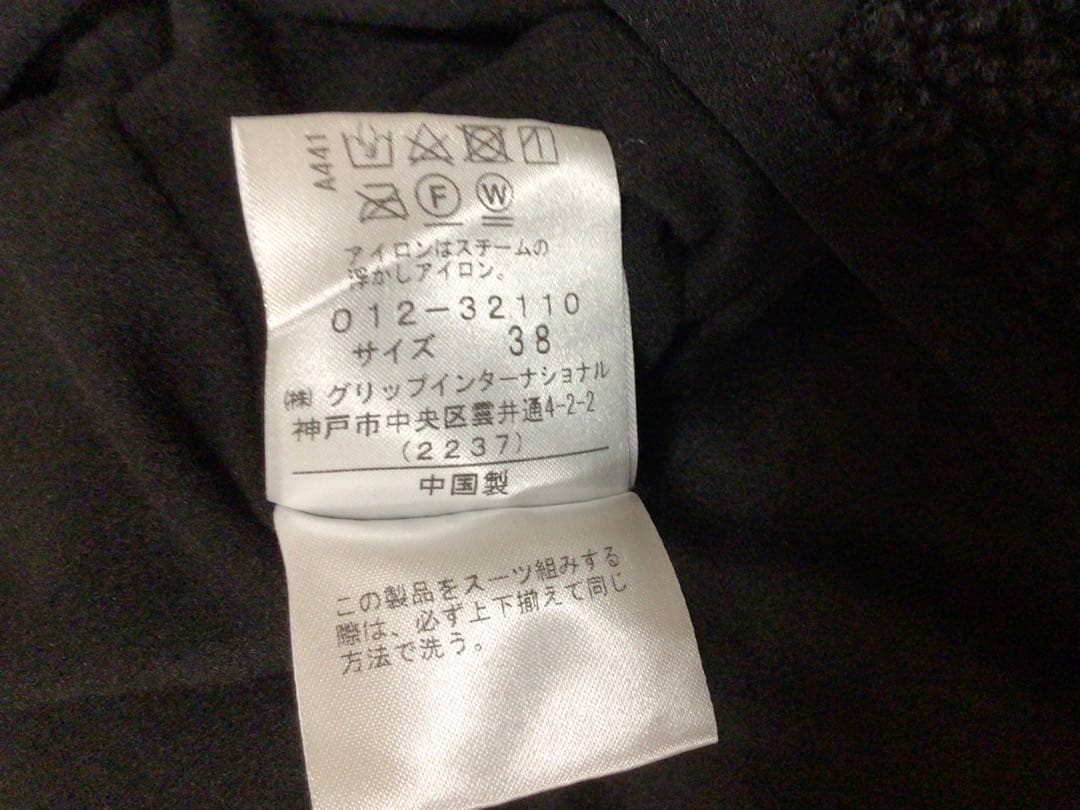 A441
F W
アイロンはスチームの
浮かしアイロン。
012-32110
サイズ 38
㈱グリップインターナショナル
神戸市中央区雲井通4-2-2
(2237)
中国製
この製品をスーツ組みする
際は、必ず上下揃えて同じ
方法で洗う。